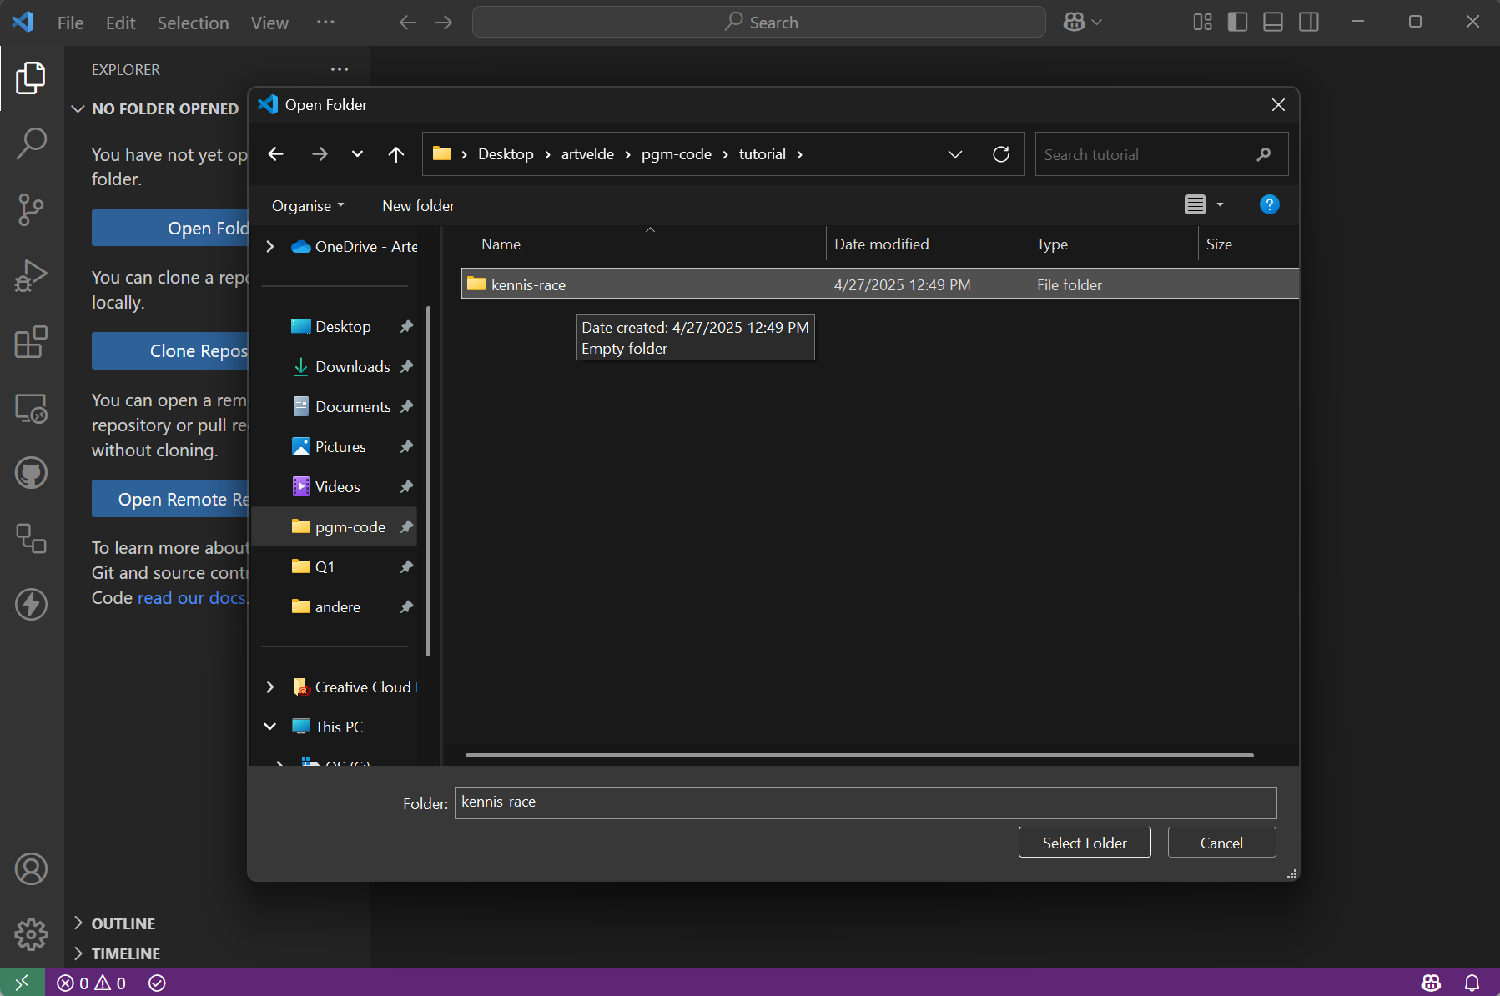 File Edit Selection View
Search
EXPLORER
NO FOLDER OPENED
You have not yet op
folder.
Open Fold
You can clone a repo
locally.
Clone Repos
You can open a rem
repository or pull re
without cloning.
Open Remote Re
To learn more about
Git and source contr
Code read our docs.
OUTLINE
TIMELINE
0 0
Open Folder
Desktop artvelde pgm-code tutorial
Search tutorial
Organise New folder
OneDrive - Arte
Desktop
Downloads
Documents
Pictures
Videos
pgm-code
Q1
andere
Creative Cloud
This PC
Name Date modified Type Size
kennis-race 4/27/2025 12:49 PM File folder
Date created: 4/27/2025 12:49 PM
Empty folder
Folder: kennis-race
Select Folder Cancel